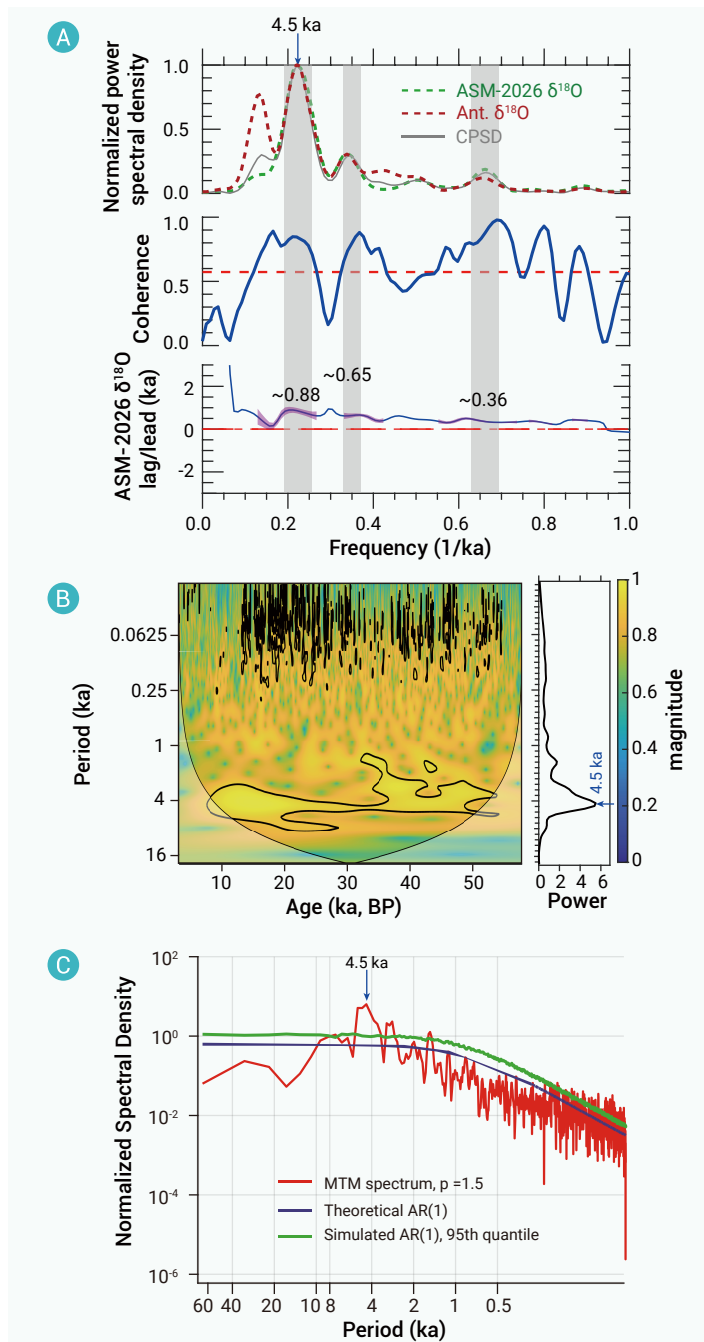 A
4.5 ka
Normalized power
spectral density
1.0
0.5
0.0
ASM-2026 δ¹⁸O
Ant. δ¹⁸O
CPSD
Coherence
1.0
0.5
0.0
ASM-2026 δ¹⁸O
lag/lead (ka)
2
0
-2
~0.88
~0.65
~0.36
0.0 0.2 0.4 0.6 0.8 1.0
Frequency (1/ka)
B
Period (ka)
0.0625
0.25
1
4
16
10 20 30 40 50
Age (ka, BP)
4.5 ka
0 2 4 6
Power
1
0.8
0.6
0.4
0.2
0
magnitude
C
Normalized Spectral Density
10²
10⁰
10⁻²
10⁻⁴
10⁻⁶
4.5 ka
MTM spectrum, p =1.5
Theoretical AR(1)
Simulated AR(1), 95th quantile
60 40 20 10 8 4 2 1 0.5
Period (ka)